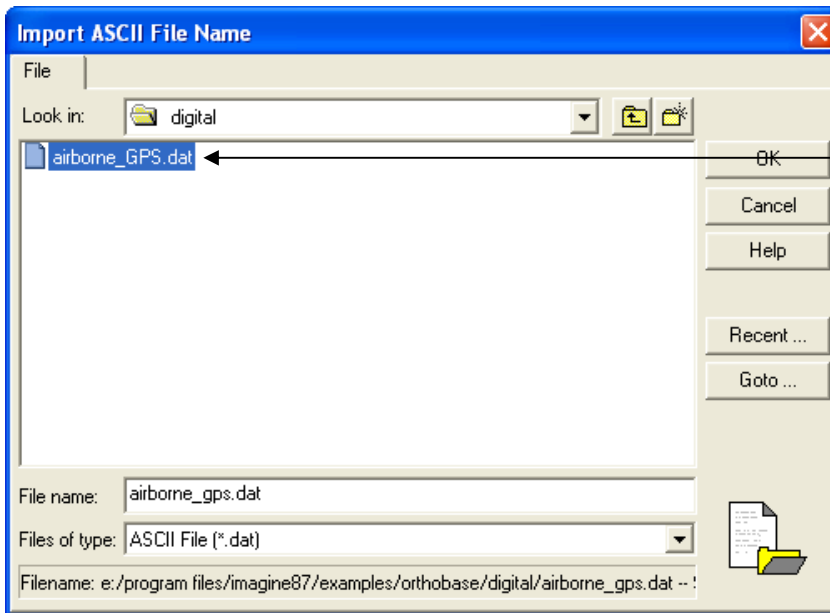 Import ASCII File Name
File
Look in: digital
airborne_GPS.dat
OK
Cancel
Help
Recent ...
Goto ...
File name: airborne_gps.dat
Files of type: ASCII File (*.dat)
Filename: e:/program files/imagine87/examples/orthobase/digital/airborne_gps.dat --